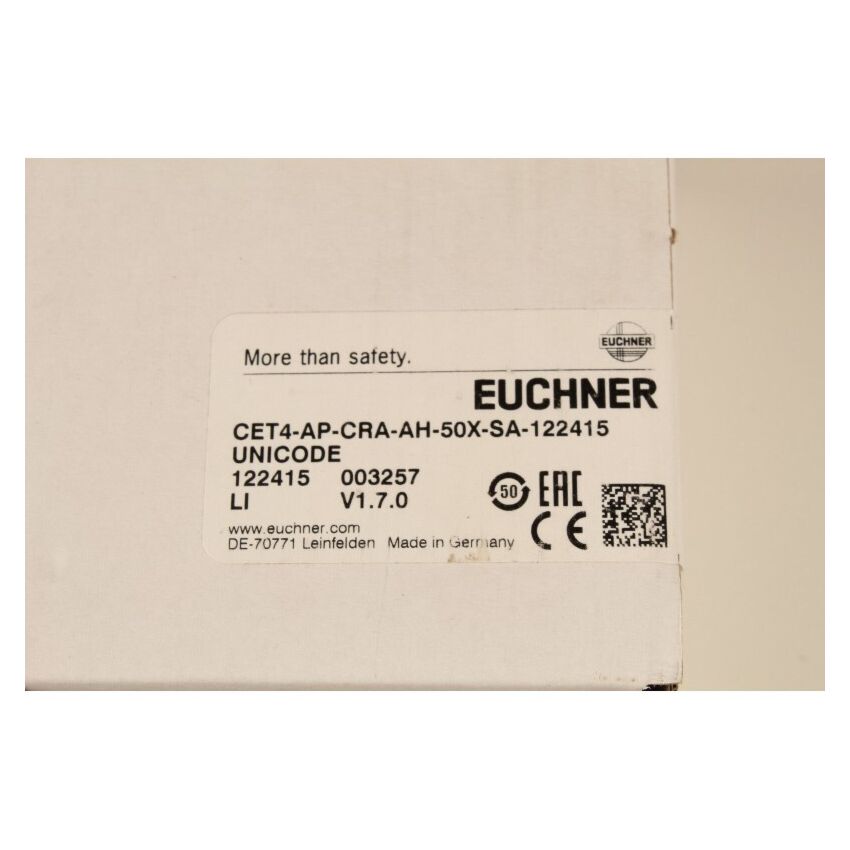 More than safety.
EUCHNER
EUCHNER
CET4-AP-CRA-AH-50X-SA-122415
UNICODE
122415 003257
LI V1.7.0
50 EAC
CE
www.euchner.com
DE-70771 Leinfelden Made in Germany